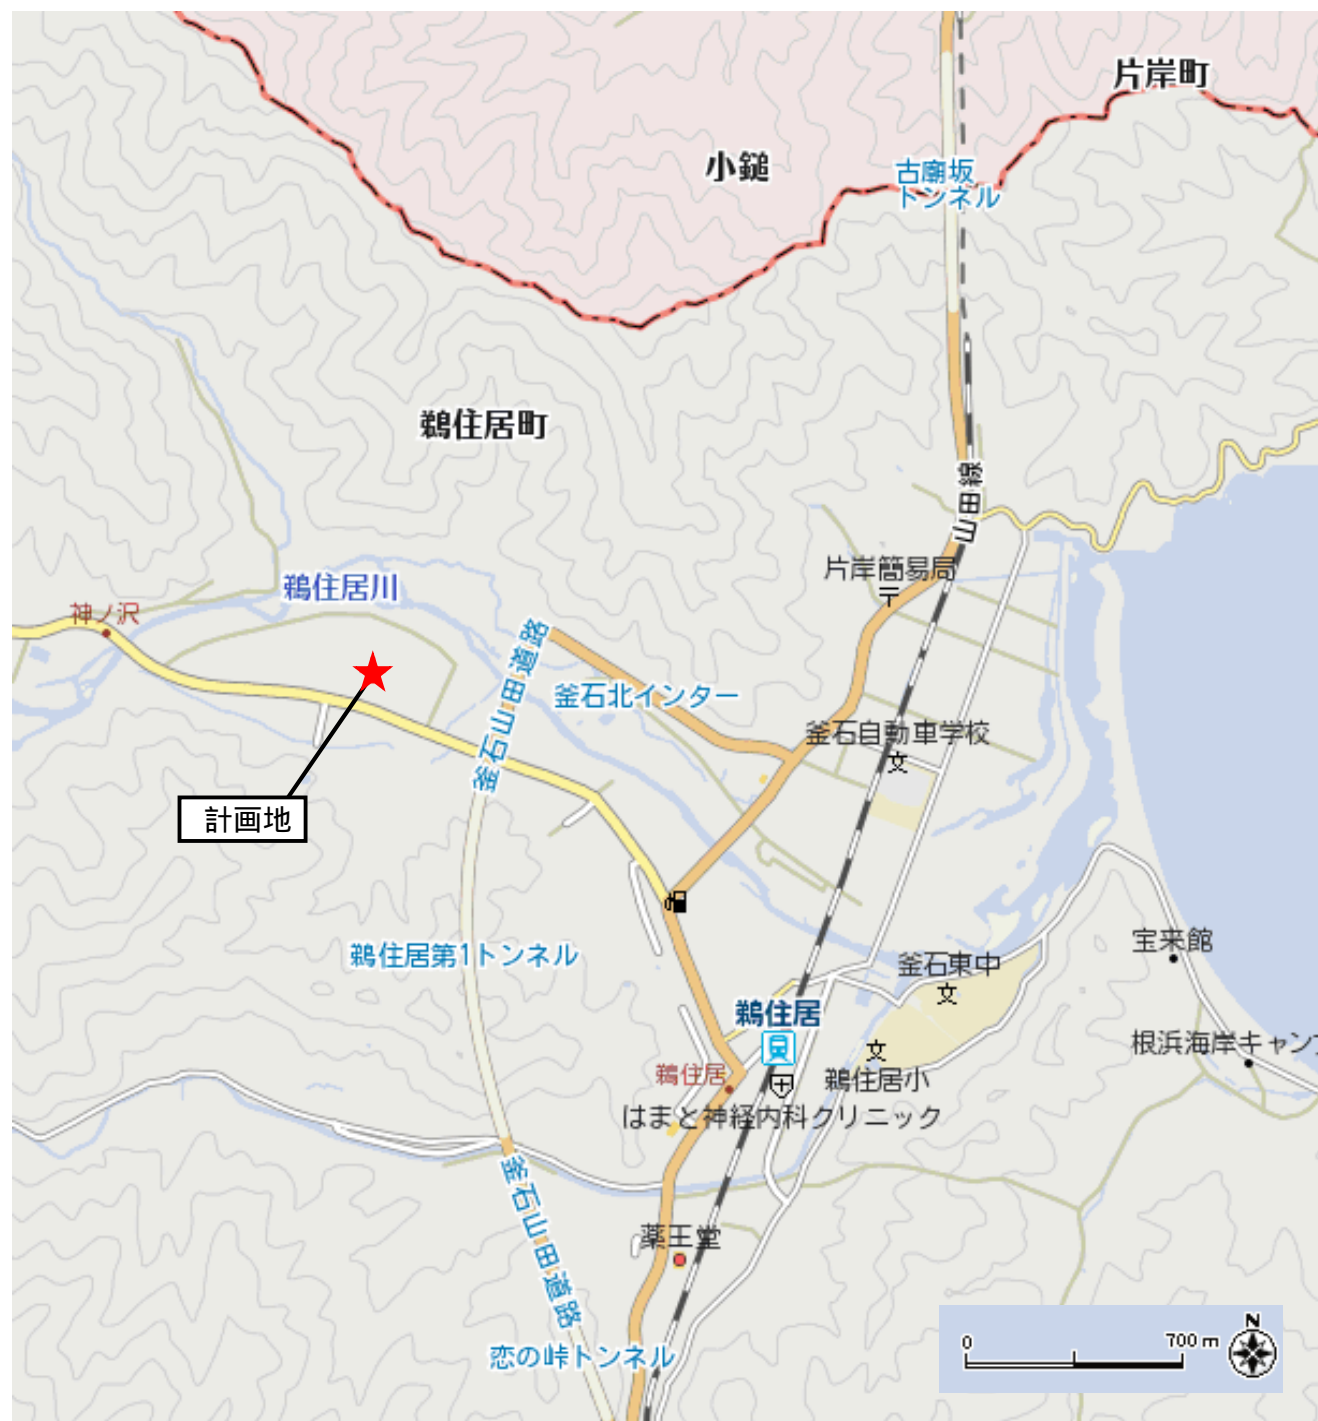 片岸町
小鎚
古廟坂
トンネル
鵜住居町
山田線
片岸簡易局
鵜住居川
神ノ沢
釜石山田道路
釜石北インター
釜石自動車学校
文
計画地
鵜住居第1トンネル
宝来館
釜石東中
文
鵜住居
根浜海岸キャン
文
鵜住居
鵜住居小
はまと神経内科クリニック
釜石山田道路
薬王堂
恋の峠トンネル
0
700 m
N